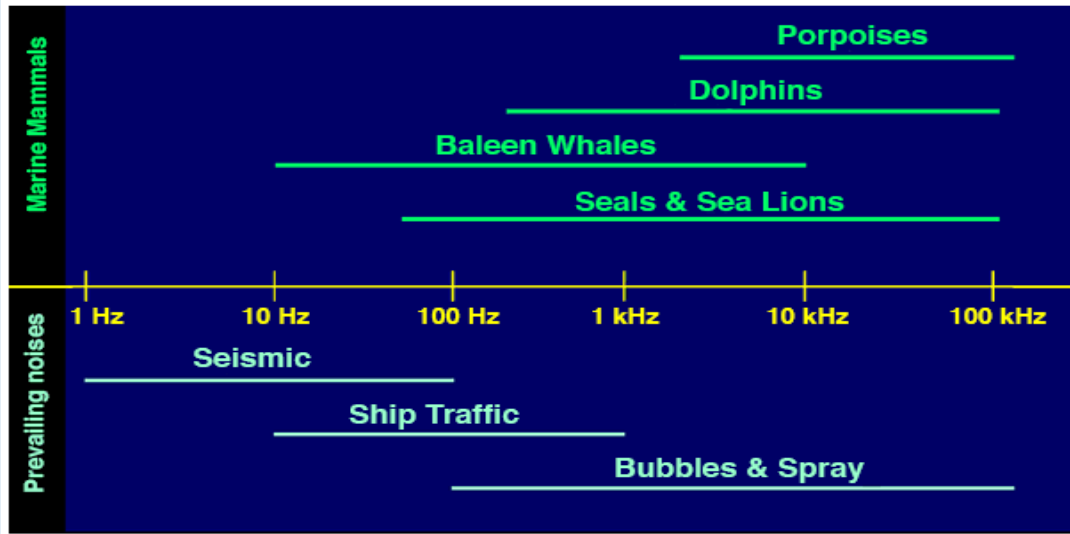 Marine Mammals
Porpoises
Dolphins
Baleen Whales
Seals & Sea Lions
1 Hz 10 Hz 100 Hz 1 kHz 10 kHz 100 kHz
Prevailing noises
Seismic
Ship Traffic
Bubbles & Spray